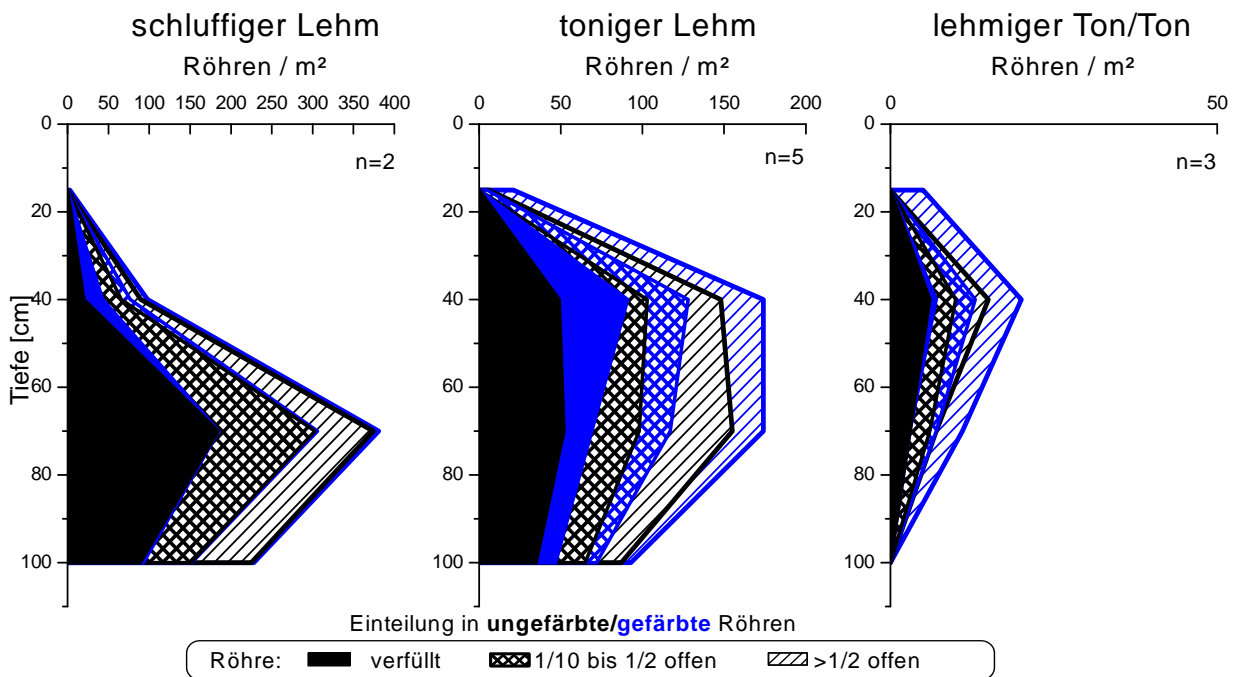 schluffiger Lehm
Röhren / m²
0 50 100 150 200 250 300 350 400
n=2
0
20
40
60
80
100
Tiefe [cm]
toniger Lehm
Röhren / m²
0 50 100 150 200
n=5
0
20
40
60
80
100
lehmiger Ton/Ton
Röhren / m²
0 50
n=3
0
20
40
60
80
100
Einteilung in ungefärbte/gefärbte Röhren
Röhre: verfüllt 1/10 bis 1/2 offen >1/2 offen